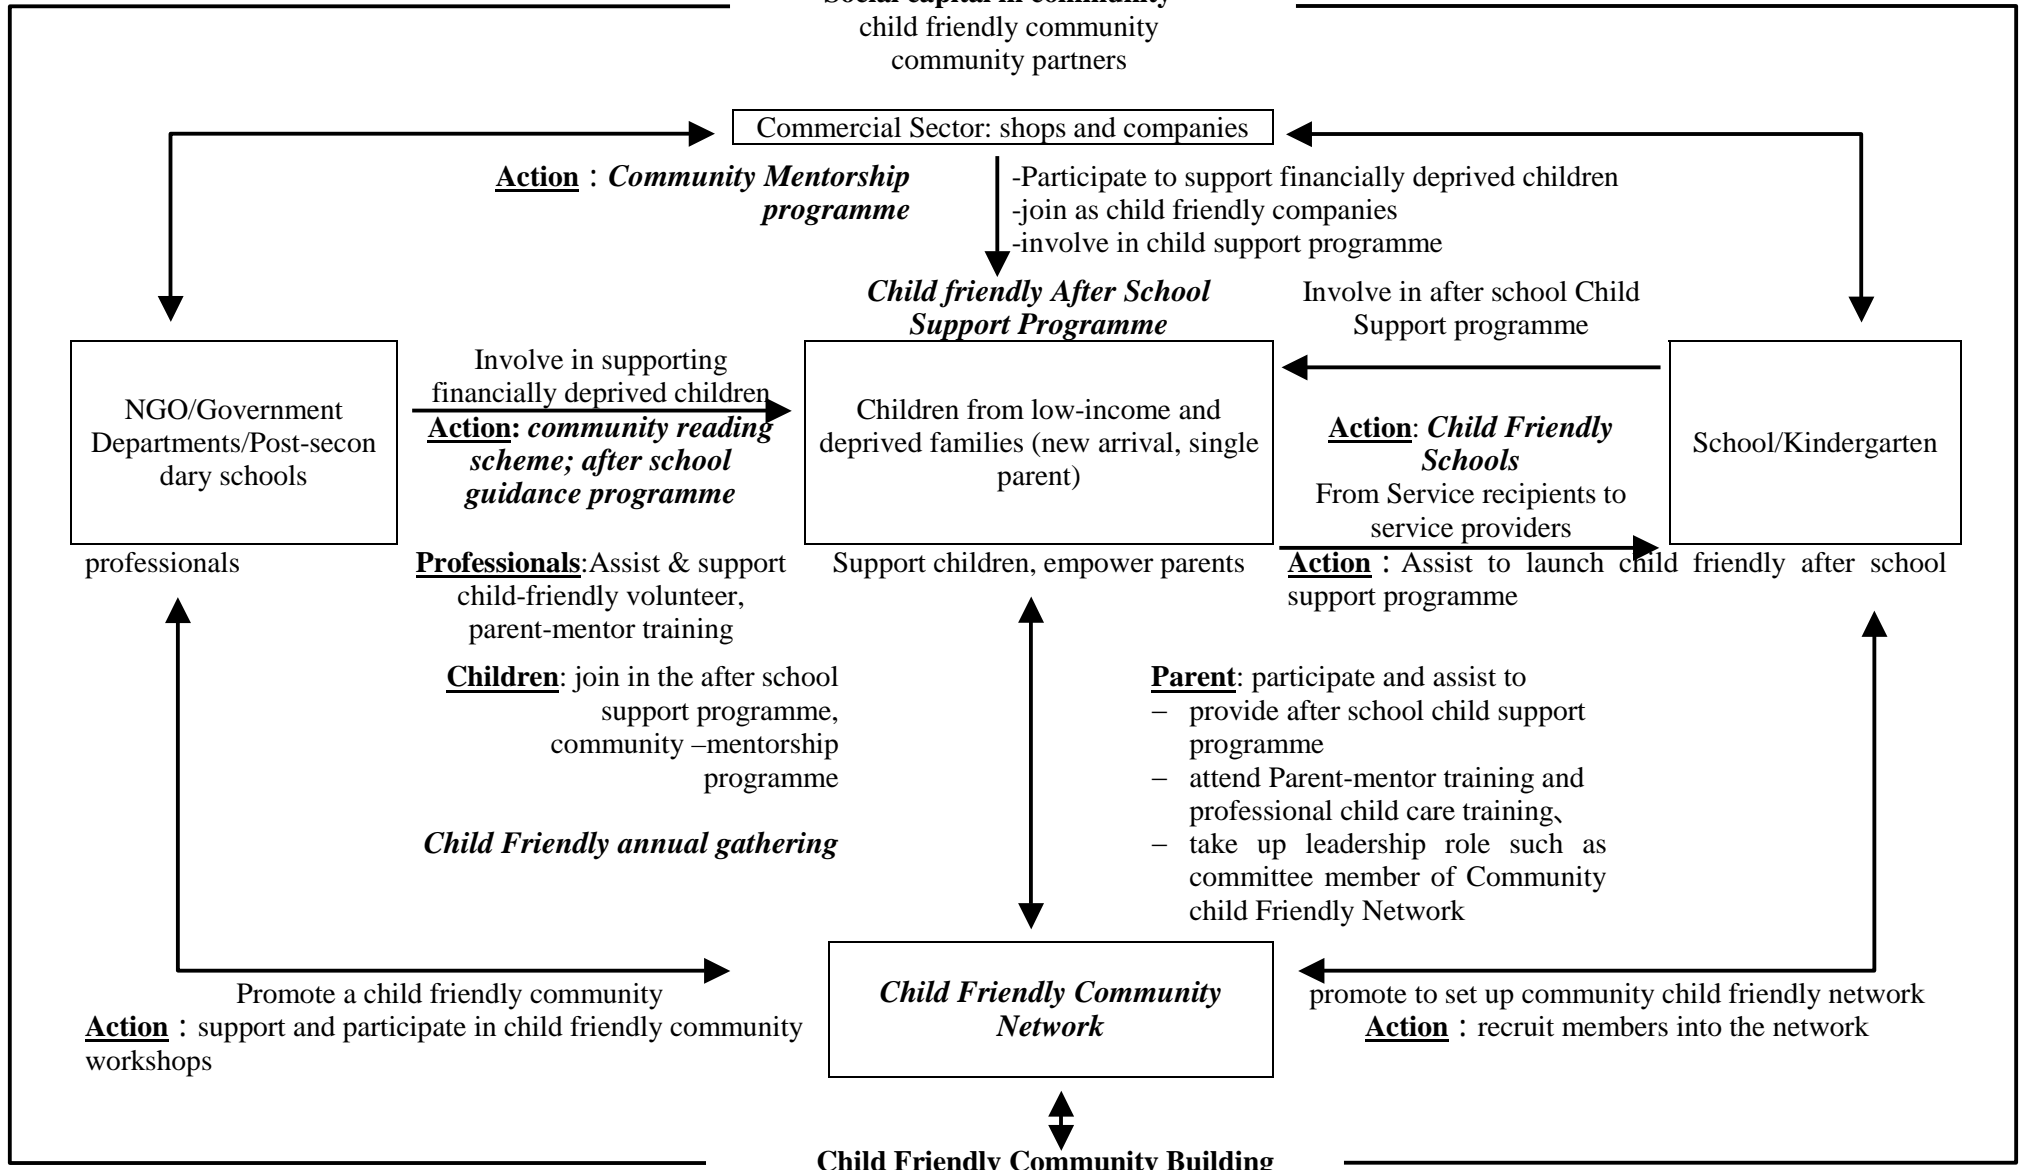 Social capital in community
child friendly community
community partners
Commercial Sector: shops and companies
Action：Community Mentorship
programme
-Participate to support financially deprived children
-join as child friendly companies
-involve in child support programme
Child friendly After School
Support Programme
Involve in after school Child
Support programme
NGO/Government
Departments/Post-secon
dary schools
Involve in supporting
financially deprived children
Action: community reading
scheme; after school
guidance programme
Children from low-income and
deprived families (new arrival, single
parent)
Action: Child Friendly
Schools
From Service recipients to
service providers
School/Kindergarten
professionals
Professionals:Assist & support
child-friendly volunteer,
parent-mentor training
Support children, empower parents
Action：Assist to launch child friendly after school
support programme
Children: join in the after school
support programme,
community –mentorship
programme
Child Friendly annual gathering
Parent: participate and assist to
– provide after school child support
programme
– attend Parent-mentor training and
professional child care training、
– take up leadership role such as
committee member of Community
child Friendly Network
Promote a child friendly community
Action：support and participate in child friendly community
workshops
Child Friendly Community
Network
promote to set up community child friendly network
Action：recruit members into the network
Child Friendly Community Building